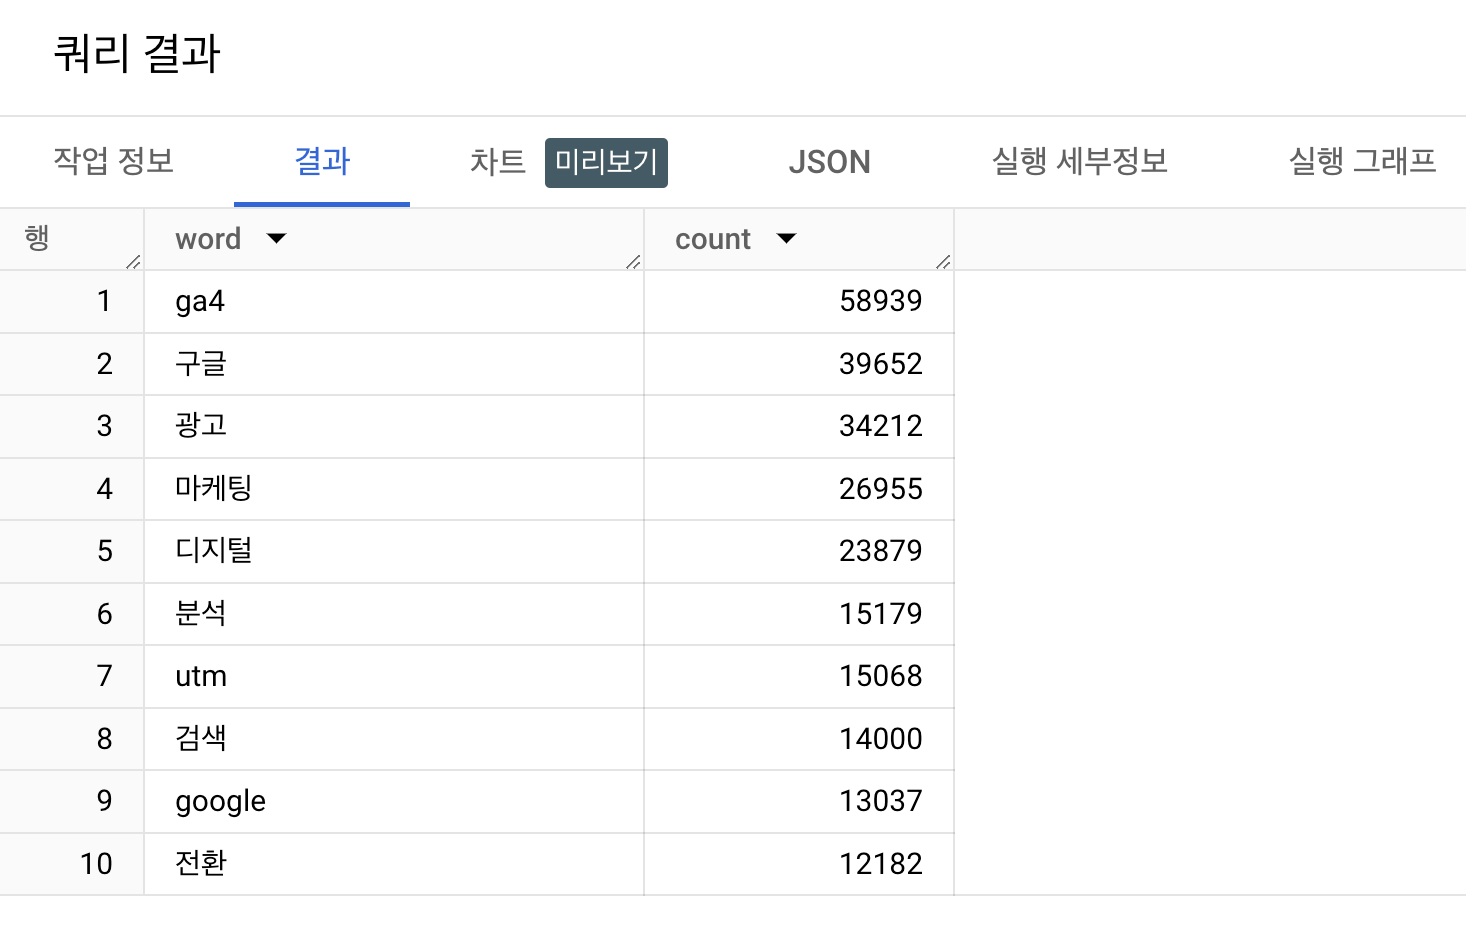 쿼리 결과
작업 정보 결과 차트 미리보기 JSON 실행 세부정보 실행 그래프
행 word count
1 ga4 58939
2 구글 39652
3 광고 34212
4 마케팅 26955
5 디지털 23879
6 분석 15179
7 utm 15068
8 검색 14000
9 google 13037
10 전환 12182